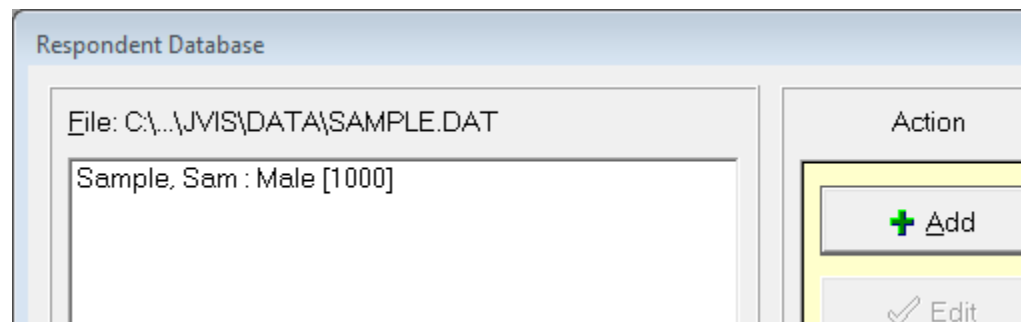 Respondent Database
File: C:\...\JVIS\DATA\SAMPLE.DAT
Sample, Sam : Male [1000]
Action
Add
Edit